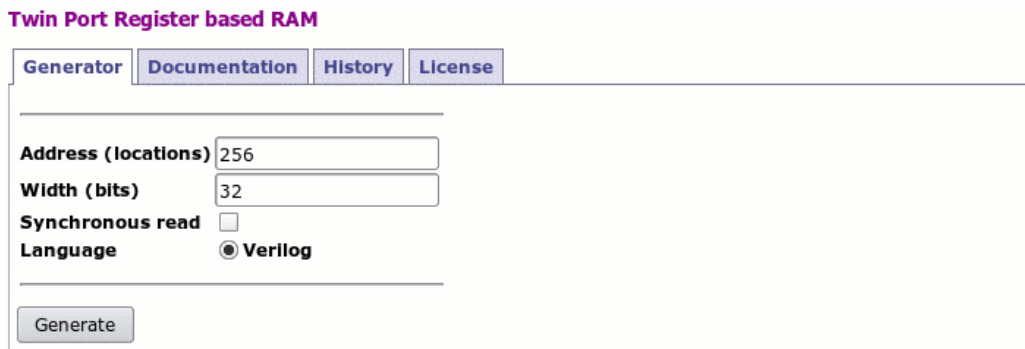 Twin Port Register based RAM
Generator Documentation History License
Address (locations) 256
Width (bits) 32
Synchronous read
Language Verilog
Generate